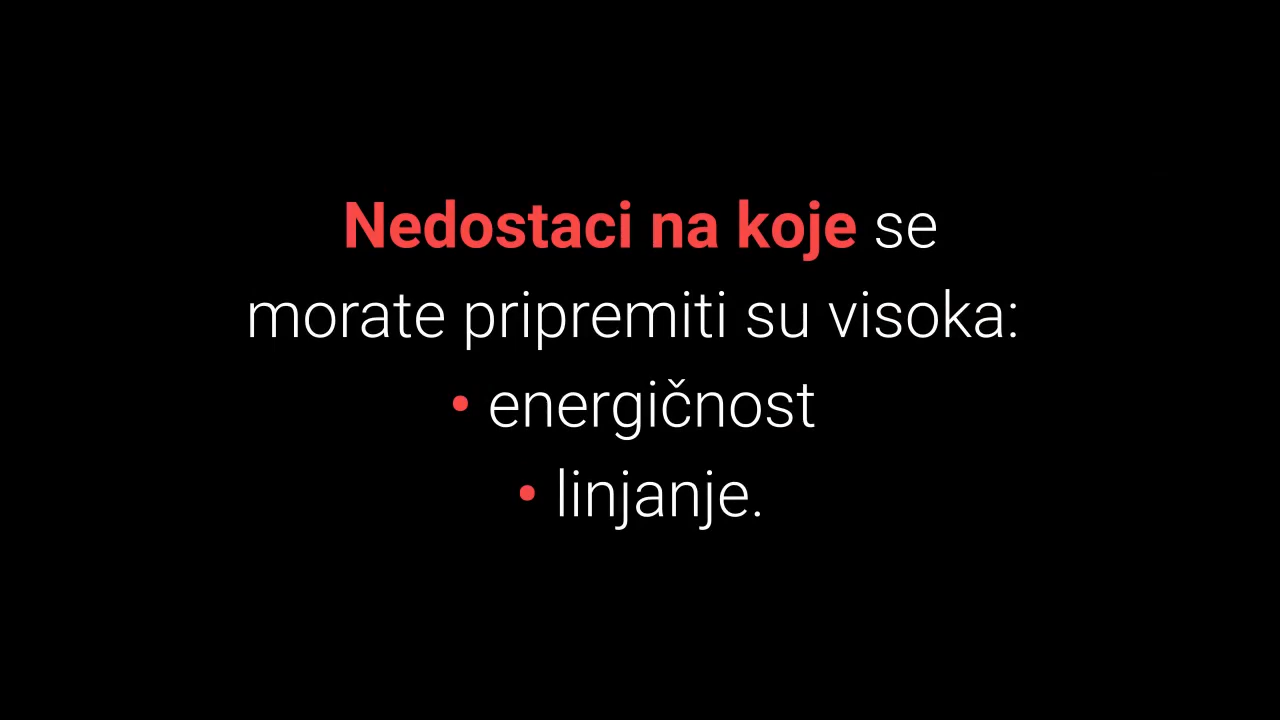 Nedostaci na koje se
morate pripremiti su visoka:
• energičnost
• linjanje.